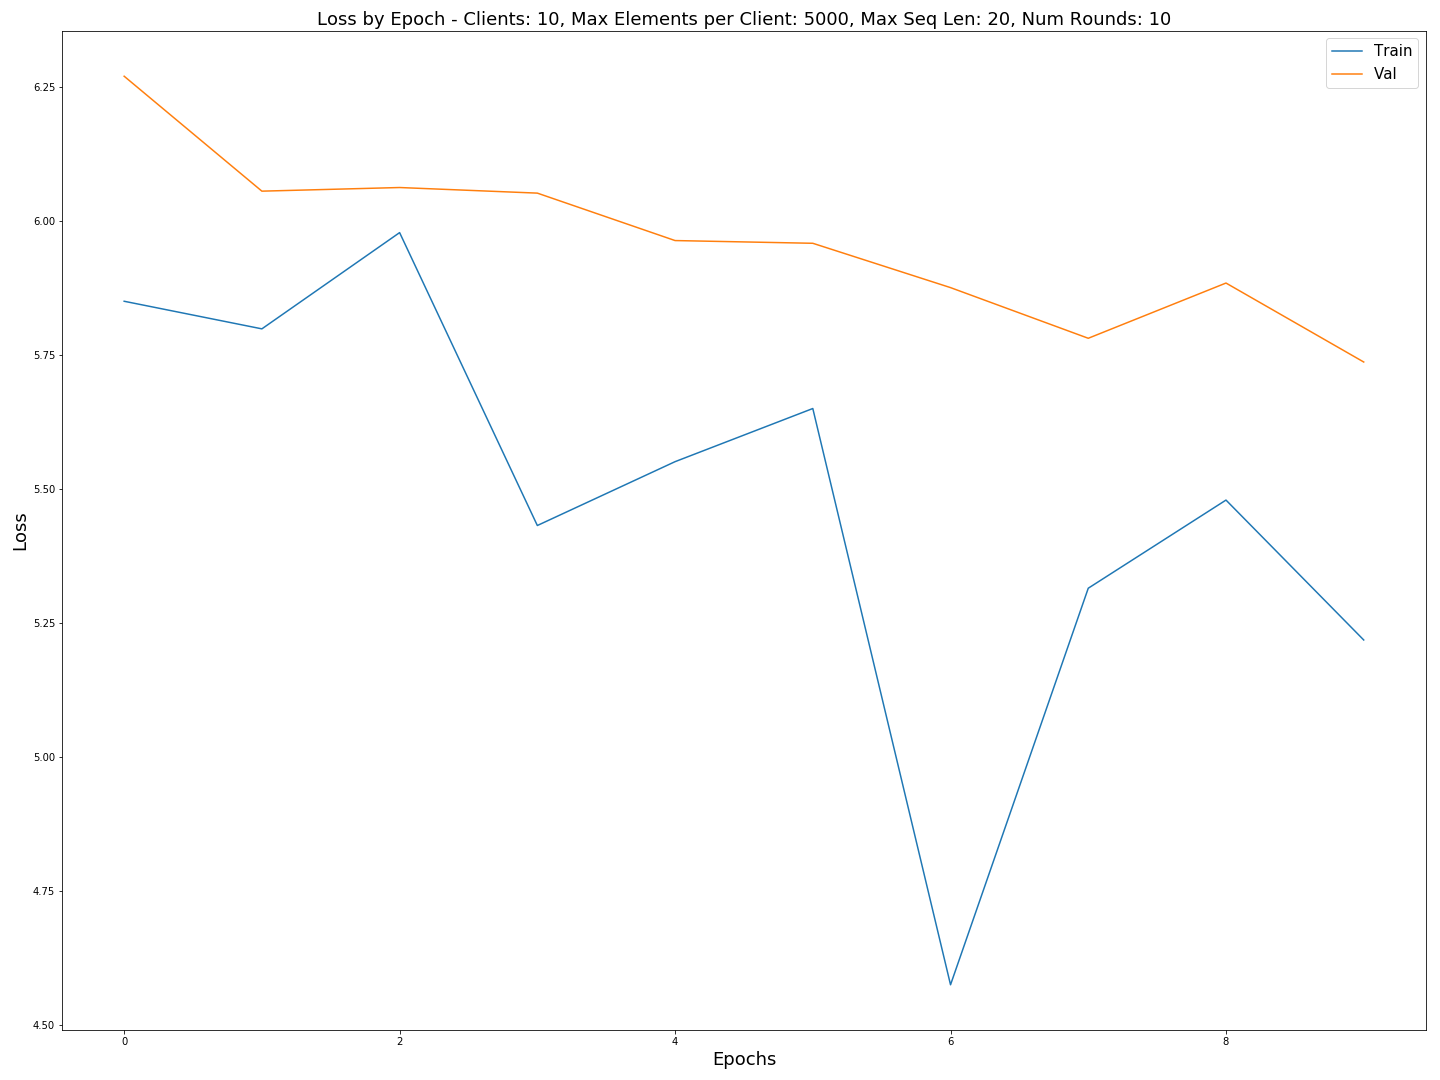 Loss by Epoch - Clients: 10, Max Elements per Client: 5000, Max Seq Len: 20, Num Rounds: 10
Train
Val
6.25
6.00
5.75
5.50
5.25
5.00
4.75
4.50
Loss
0 2 4 6 8
Epochs